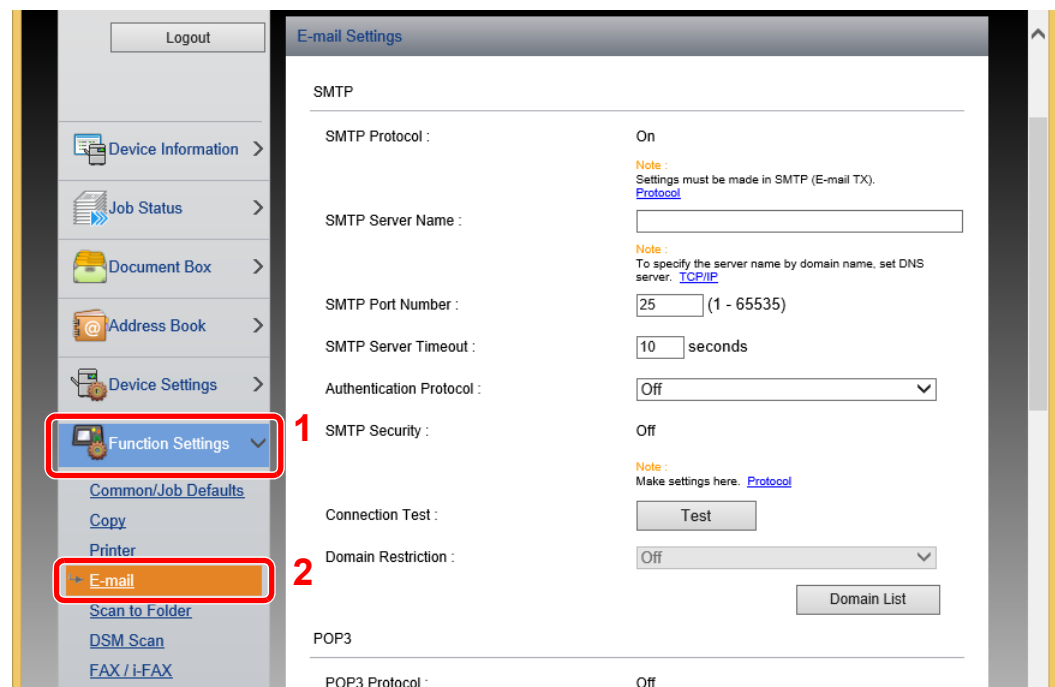 Logout
E-mail Settings
SMTP
SMTP Protocol : On
Note :
Settings must be made in SMTP (E-mail TX).
Protocol
Device Information
Job Status
SMTP Server Name :
Note :
To specify the server name by domain name, set DNS
server. TCP/IP
Document Box
SMTP Port Number : 25 (1 - 65535)
Address Book
SMTP Server Timeout : 10 seconds
Device Settings
Authentication Protocol : Off
Function Settings
1
SMTP Security : Off
Note :
Make settings here. Protocol
Common/Job Defaults
Copy
Connection Test : Test
Printer
Domain Restriction : Off
E-mail
2
Domain List
Scan to Folder
DSM Scan
POP3
FAX / i-FAX
POP3 Protocol : Off